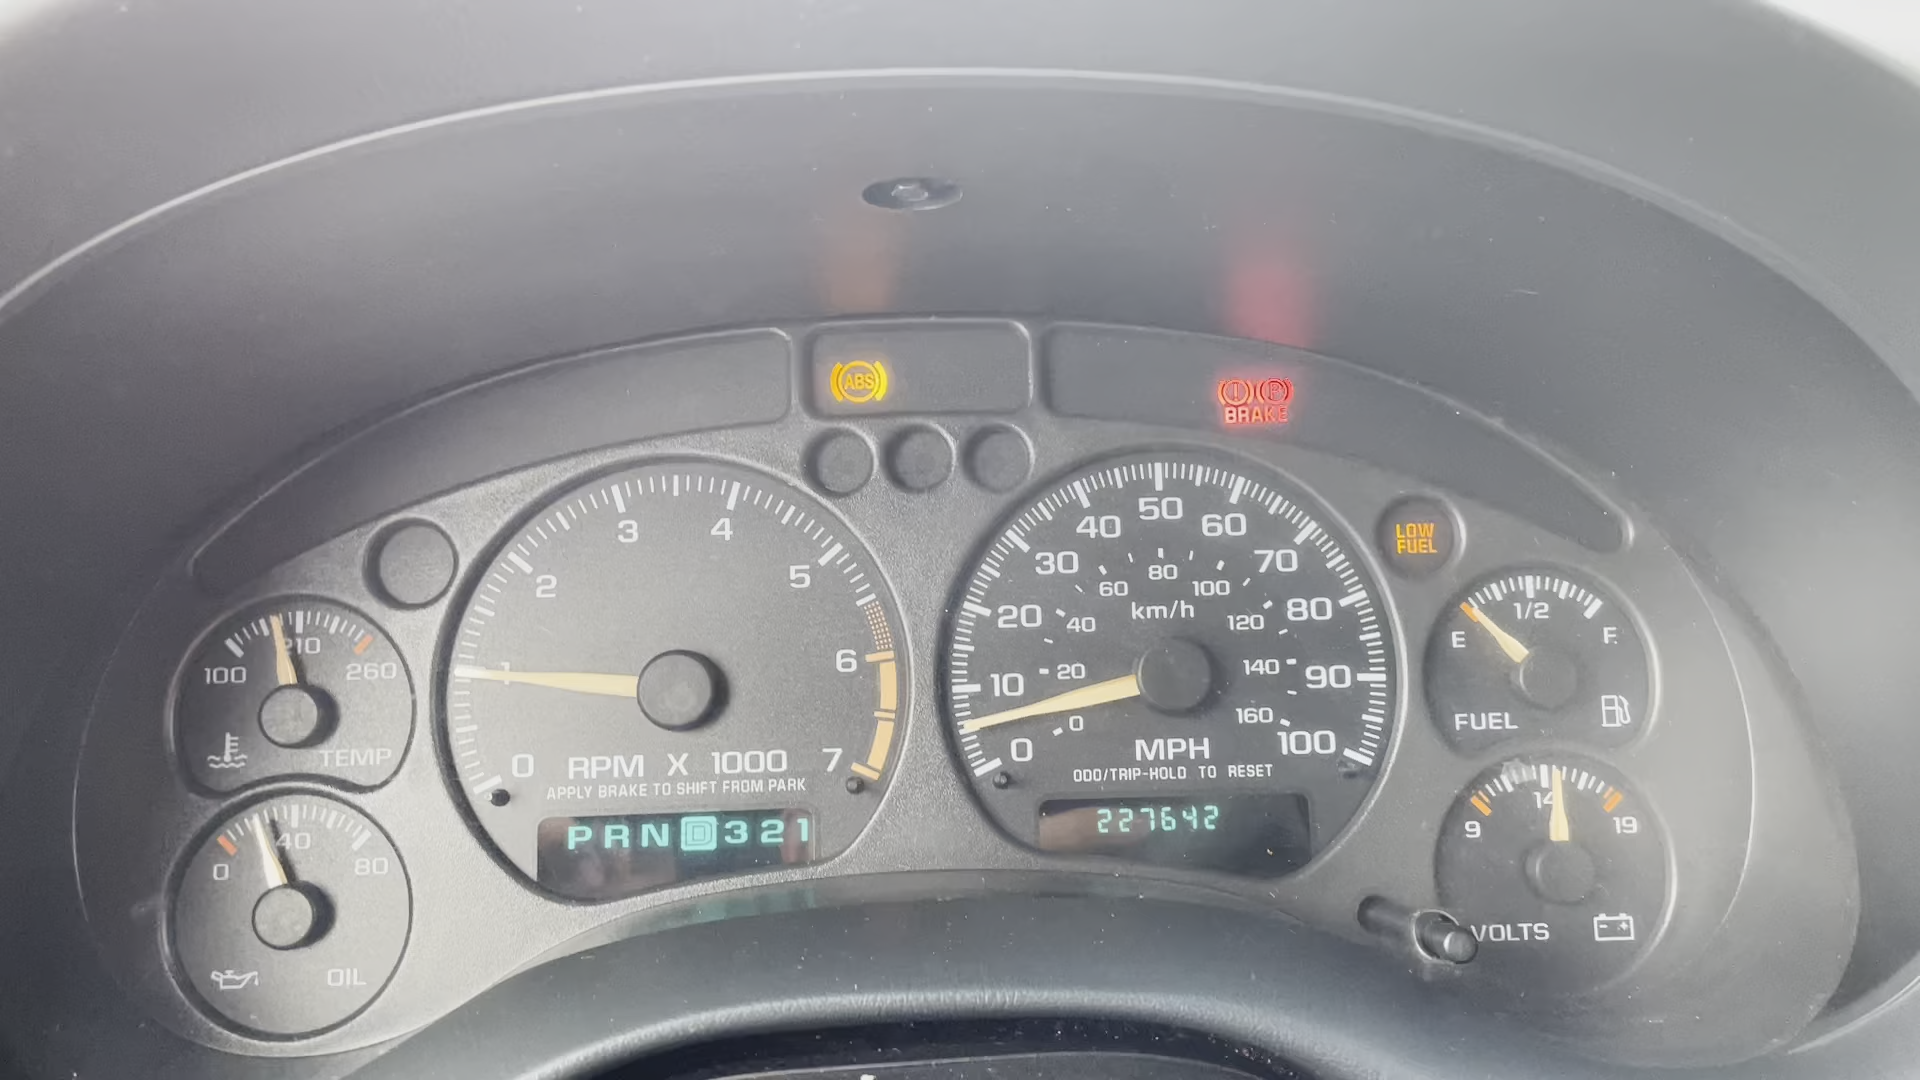 ABS
P
BRAKE
LOW
FUEL
100
210
260
TEMP
0
40
80
OIL
0
1
2
3
4
5
6
7
RPM X 1000
APPLY BRAKE TO SHIFT FROM PARK
P R N D 3 2 1
0
10
20
30
40
50
60
70
80
90
100
0
20
40
60
80
100
120
140
160
km/h
MPH
ODO/TRIP-HOLD TO RESET
227642
E
1/2
F
FUEL
9
14
19
VOLTS